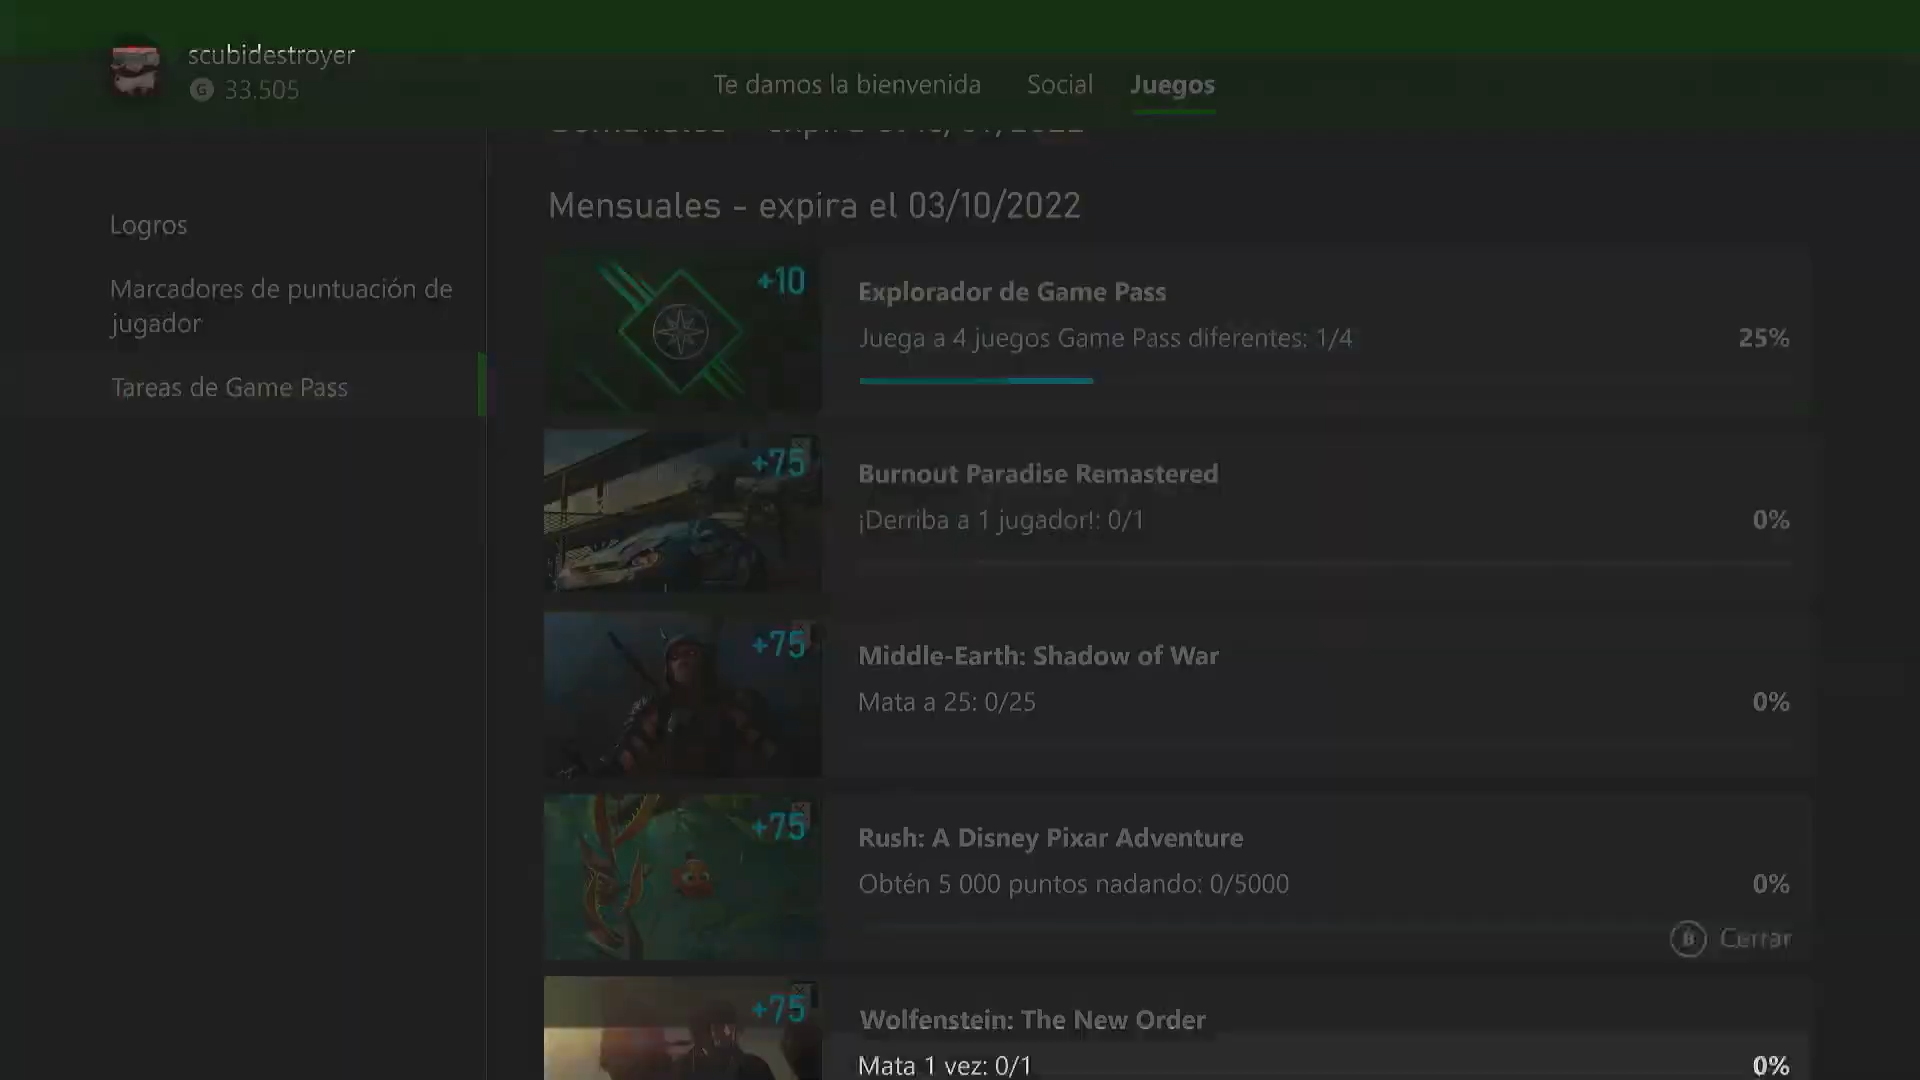 scubidestroyer
G 33.505
Te damos la bienvenida
Social
Juegos
Logros
Marcadores de puntuación de
jugador
Tareas de Game Pass
Mensuales - expira el 03/10/2022
+10
Explorador de Game Pass
Juega a 4 juegos Game Pass diferentes: 1/4
25%
+75
Burnout Paradise Remastered
¡Derriba a 1 jugador!: 0/1
0%
+75
Middle-Earth: Shadow of War
Mata a 25: 0/25
0%
+75
Rush: A Disney Pixar Adventure
Obtén 5 000 puntos nadando: 0/5000
0%
B Cerrar
+75
Wolfenstein: The New Order
Mata 1 vez: 0/1
0%